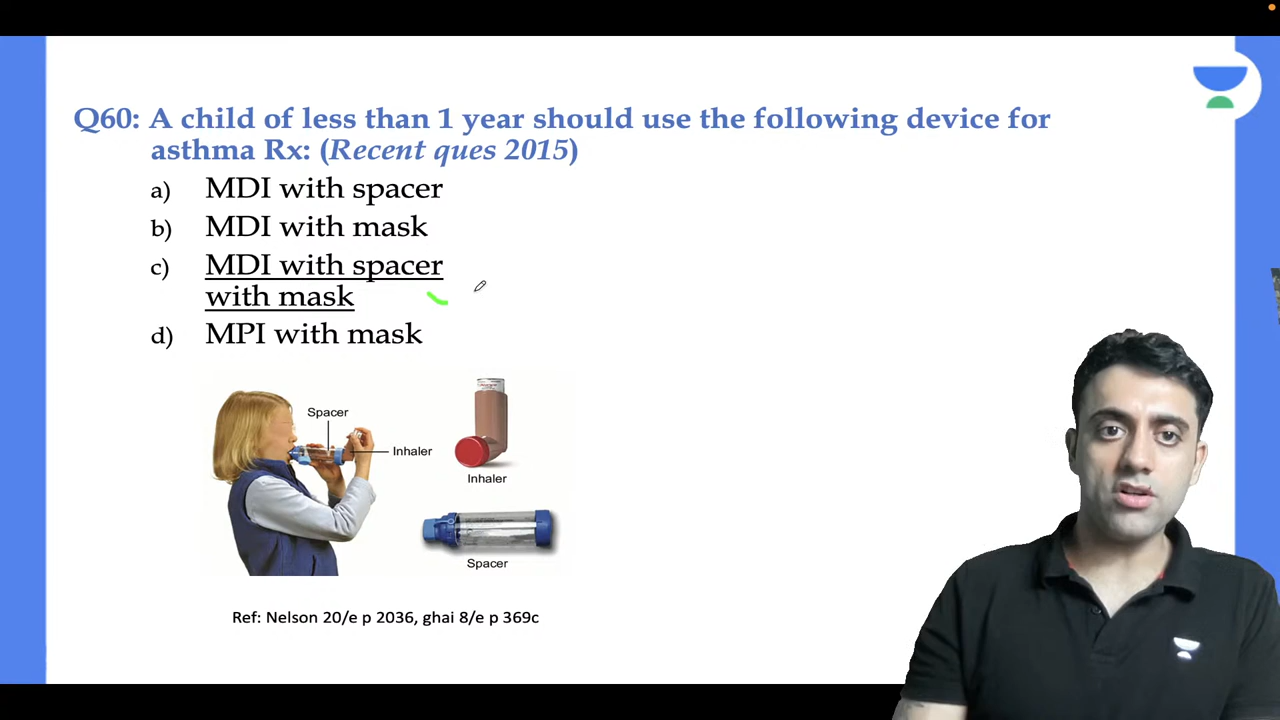 Q60: A child of less than 1 year should use the following device for
asthma Rx: (Recent ques 2015)
a) MDI with spacer
b) MDI with mask
c) MDI with spacer
with mask
d) MPI with mask
Spacer
Inhaler
Inhaler
Spacer
Ref: Nelson 20/e p 2036, ghai 8/e p 369c